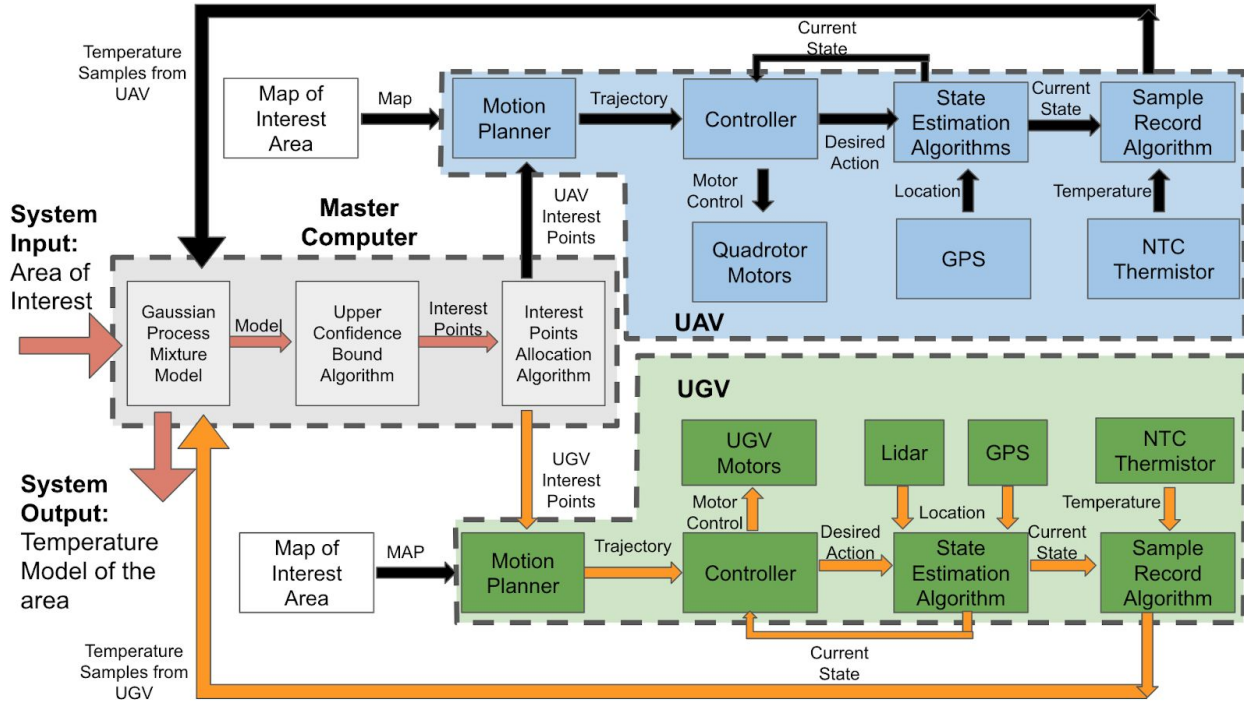 Temperature
Samples from
UAV
Map of
Interest
Area
Map
Motion
Planner
Trajectory
Controller
Current
State
Desired
Action
State
Estimation
Algorithms
Current
State
Sample
Record
Algorithm
Motor
Control
Location
Temperature
Quadrotor
Motors
GPS
NTC
Thermistor
UAV
UAV
Interest
Points
System
Input:
Area of
Interest
Master
Computer
Gaussian
Process
Mixture
Model
Model
Upper
Confidence
Bound
Algorithm
Interest
Points
Interest
Points
Allocation
Algorithm
UGV
UGV
Interest
Points
UGV
Motors
Lidar
GPS
NTC
Thermistor
Motor
Control
Location
Temperature
System
Output:
Temperature
Model of the
area
Map of
Interest
Area
MAP
Motion
Planner
Trajectory
Controller
Desired
Action
State
Estimation
Algorithm
Current
State
Sample
Record
Algorithm
Current
State
Temperature
Samples from
UGV